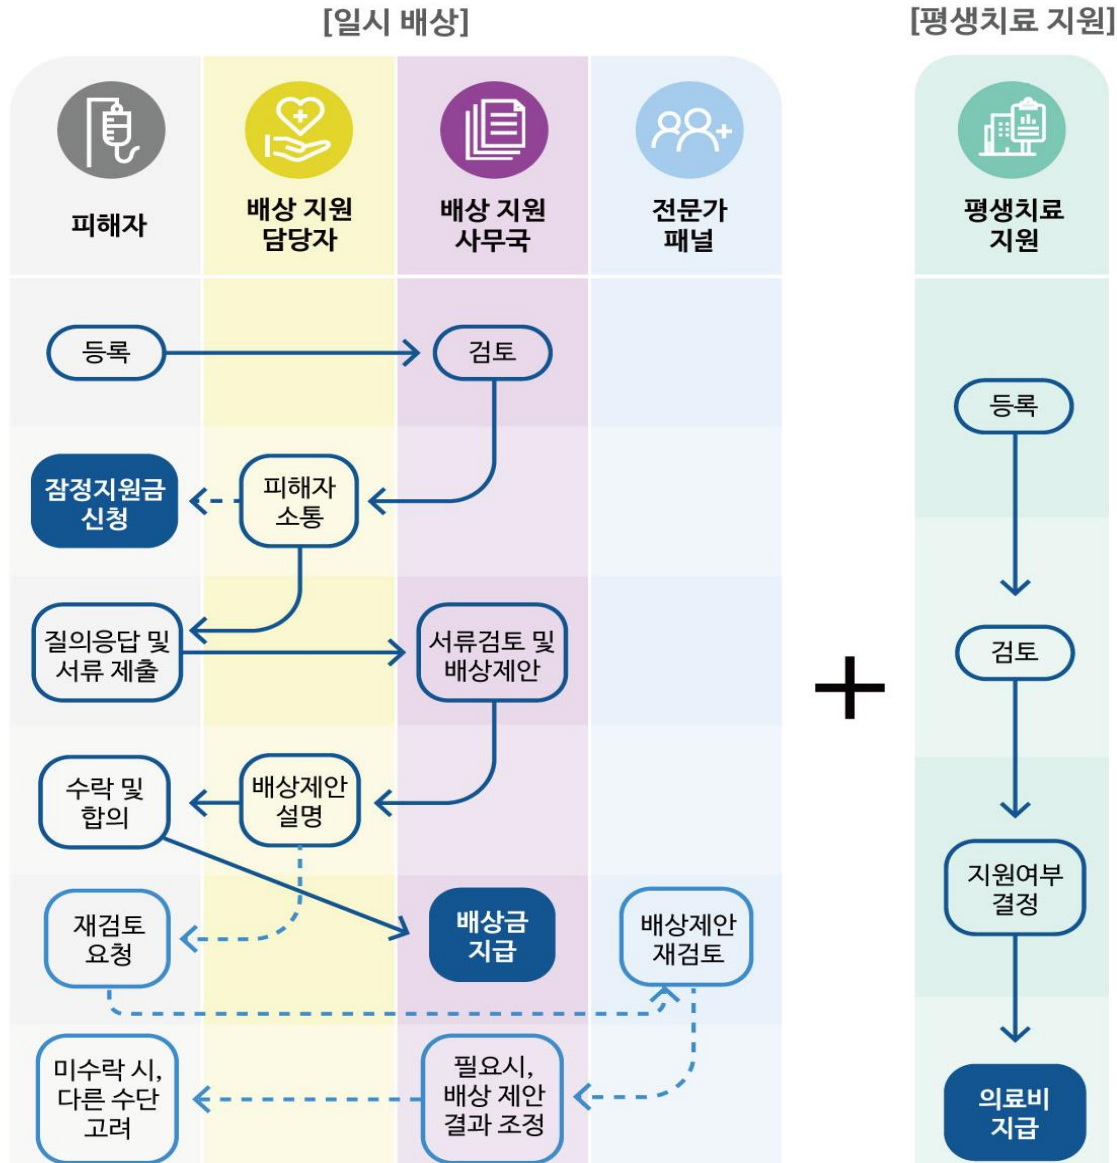 [일시 배상]
[평생치료 지원]
피해자
배상 지원
담당자
배상 지원
사무국
전문가
패널
평생치료
지원
등록
검토
등록
잠정지원금
신청
피해자
소통
질의응답 및
서류 제출
서류검토 및
배상제안
+
검토
수락 및
합의
배상제안
설명
지원여부
결정
재검토
요청
배상금
지급
배상제안
재검토
미수락 시,
다른 수단
고려
필요시,
배상 제안
결과 조정
의료비
지급